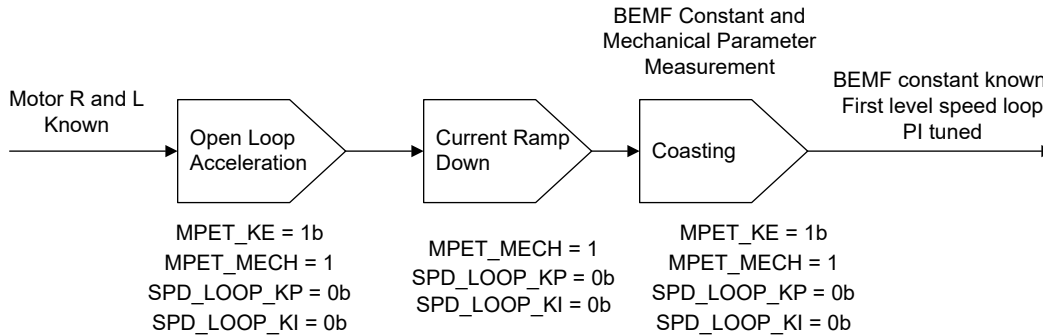 BEMF Constant and
Mechanical Parameter
Measurement
Motor R and L
Known
BEMF constant known
First level speed loop
PI tuned
Open Loop
Acceleration
Current Ramp
Down
Coasting
MPET_KE = 1b
MPET_MECH = 1
SPD_LOOP_KP = 0b
SPD_LOOP_KI = 0b
MPET_MECH = 1
SPD_LOOP_KP = 0b
SPD_LOOP_KI = 0b
MPET_KE = 1b
MPET_MECH = 1
SPD_LOOP_KP = 0b
SPD_LOOP_KI = 0b